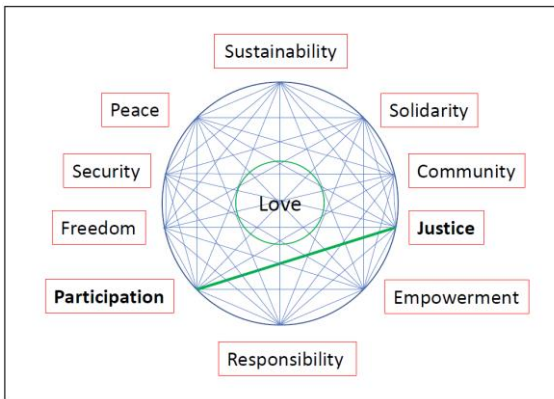 Sustainability
Peace
Solidarity
Security
Community
Love
Freedom
Justice
Participation
Empowerment
Responsibility